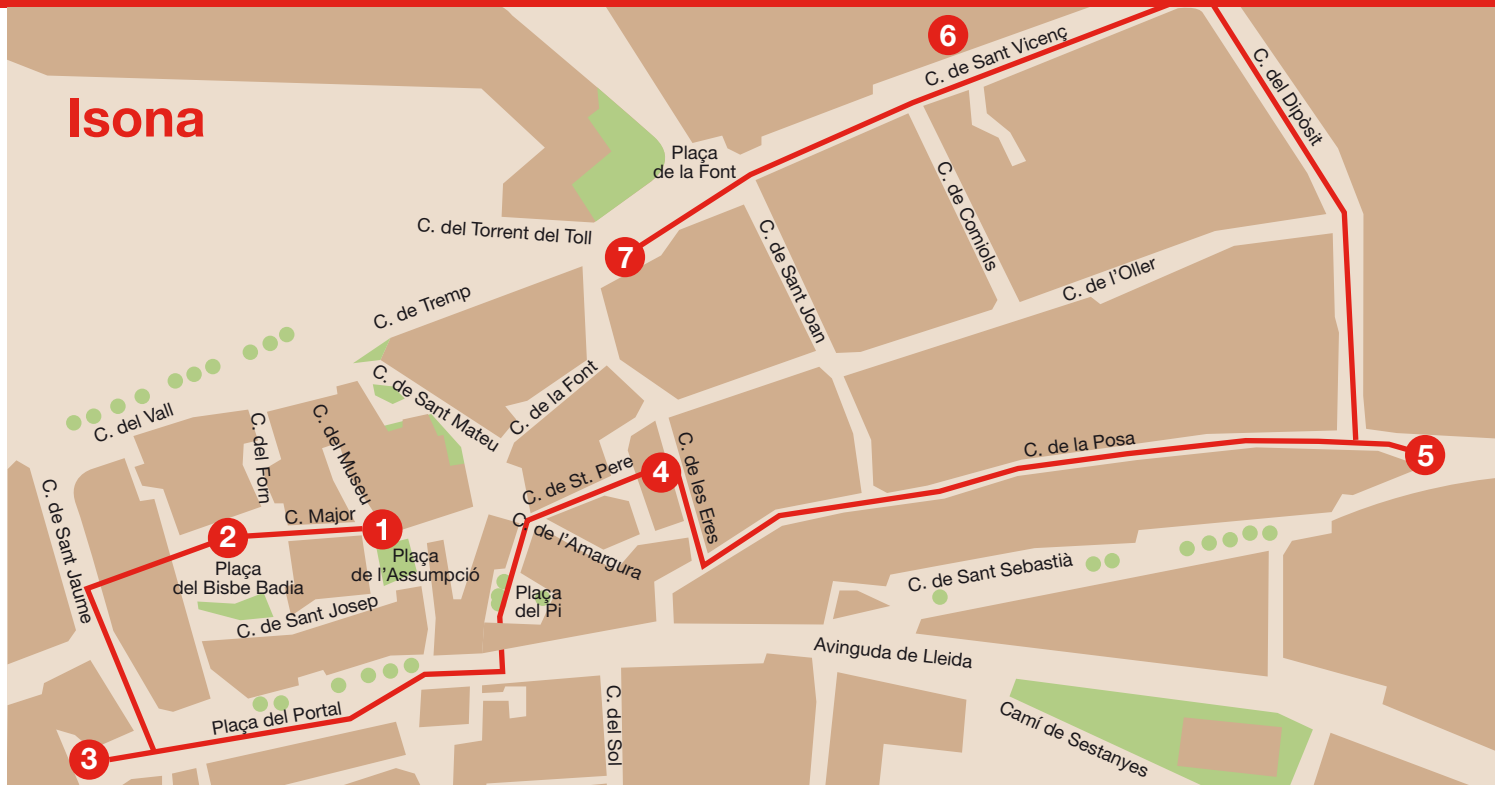 Isona
6
C. de Sant Vicenç
C. del Dipòsit
Plaça
de la Font
C. de Comiols
C. del Torrent del Toll
7
C. de Sant Joan
C. de l'Oller
C. de Tremp
C. de la Font
C. de Sant Mateu
C. del Vall
C. del Forn
C. del Museu
C. de St. Pere
4
C. de les Eres
C. de la Posa
5
C. de Sant Jaume
2
C. Major
1
Plaça
del Bisbe Badia
Plaça
de l'Assumpció
C. de l'Amargura
C. de Sant Josep
Plaça
del Pi
C. de Sant Sebastià
Avinguda de Lleida
3
Plaça del Portal
C. del Sol
Camí de Sestanyes